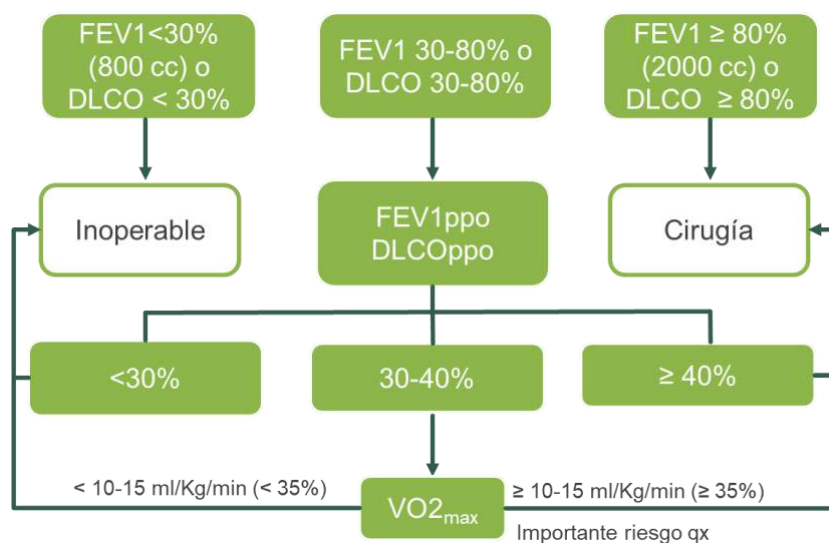 FEV1<30%
(800 cc) o
DLCO < 30%
FEV1 30-80% o
DLCO 30-80%
FEV1 ≥ 80%
(2000 cc) o
DLCO ≥ 80%
Inoperable
FEV1ppo
DLCOppo
Cirugía
<30%
30-40%
≥ 40%
< 10-15 ml/Kg/min (< 35%)
VO2max
≥ 10-15 ml/Kg/min (≥ 35%)
Importante riesgo qx